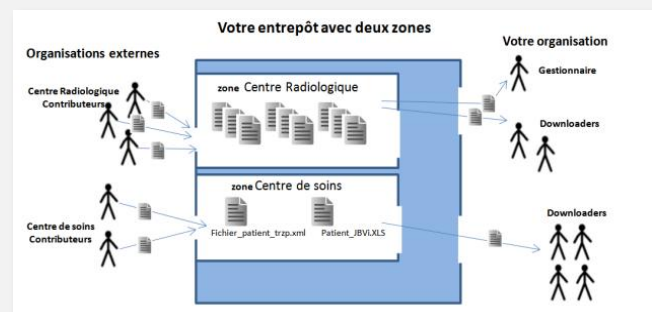 Votre entrepôt avec deux zones
Organisations externes
Votre organisation
Centre Radiologique
Contributeurs
zone Centre Radiologique
Gestionnaire
Downloaders
zone Centre de soins
Fichier_patient_trzp.xml
Patient_JBVi.XLS
Centre de soins
Contributeurs
Downloaders